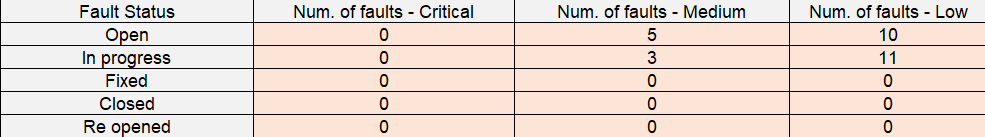 Fault Status Num. of faults - Critical Num. of faults - Medium Num. of faults - Low
Open 0 5 10
In progress 0 3 11
Fixed 0 0 0
Closed 0 0 0
Re opened 0 0 0